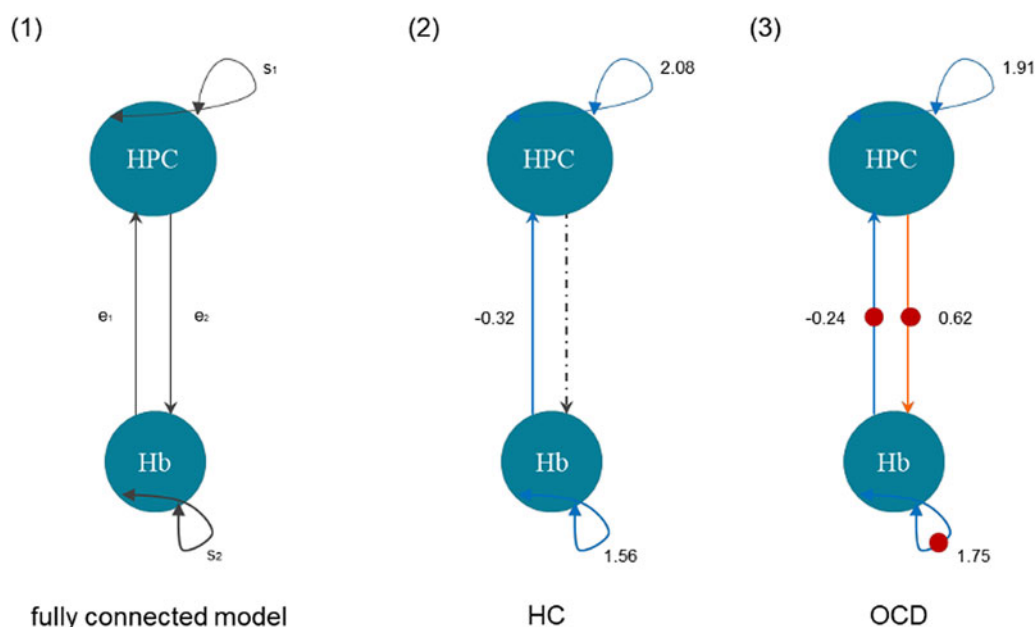 (1)
(2)
(3)
s₁
2.08
1.91
HPC
HPC
HPC
e₁
e₂
-0.32
-0.24
0.62
Hb
Hb
Hb
s₂
1.56
1.75
fully connected model
HC
OCD